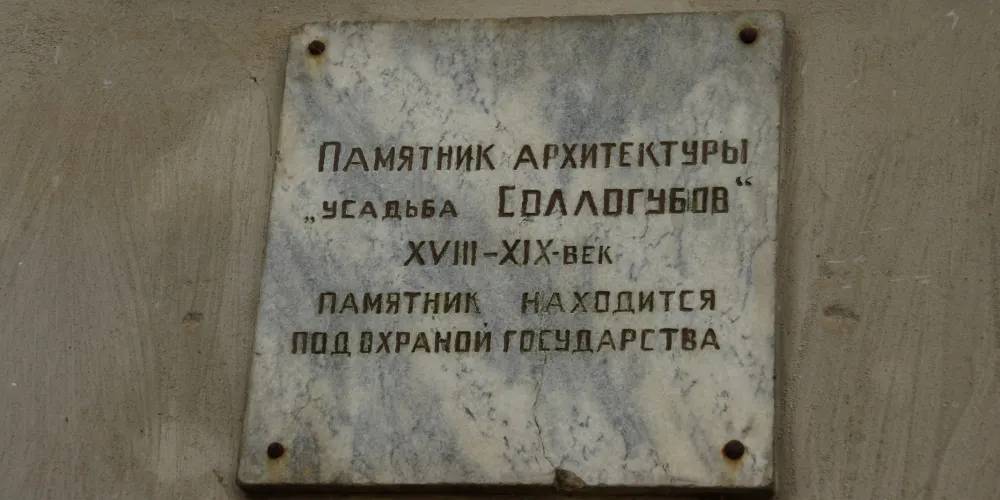 Памятник архитектуры
„усадьба Соллогубов“
XVIII–XIX-век
памятник находится
под охраной государства